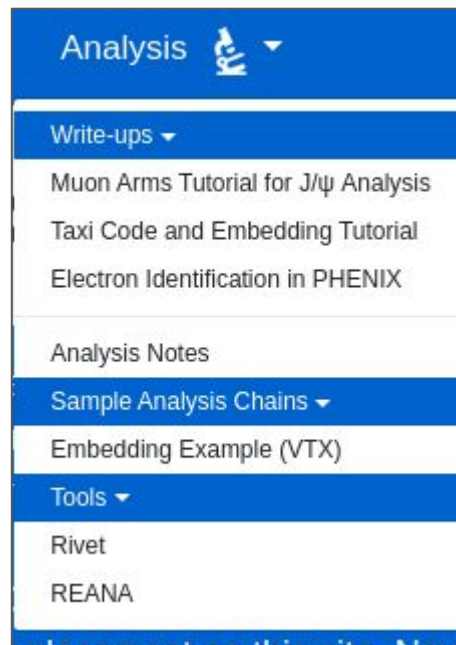 Analysis
Write-ups
Muon Arms Tutorial for J/ψ Analysis
Taxi Code and Embedding Tutorial
Electron Identification in PHENIX
Analysis Notes
Sample Analysis Chains
Embedding Example (VTX)
Tools
Rivet
REANA